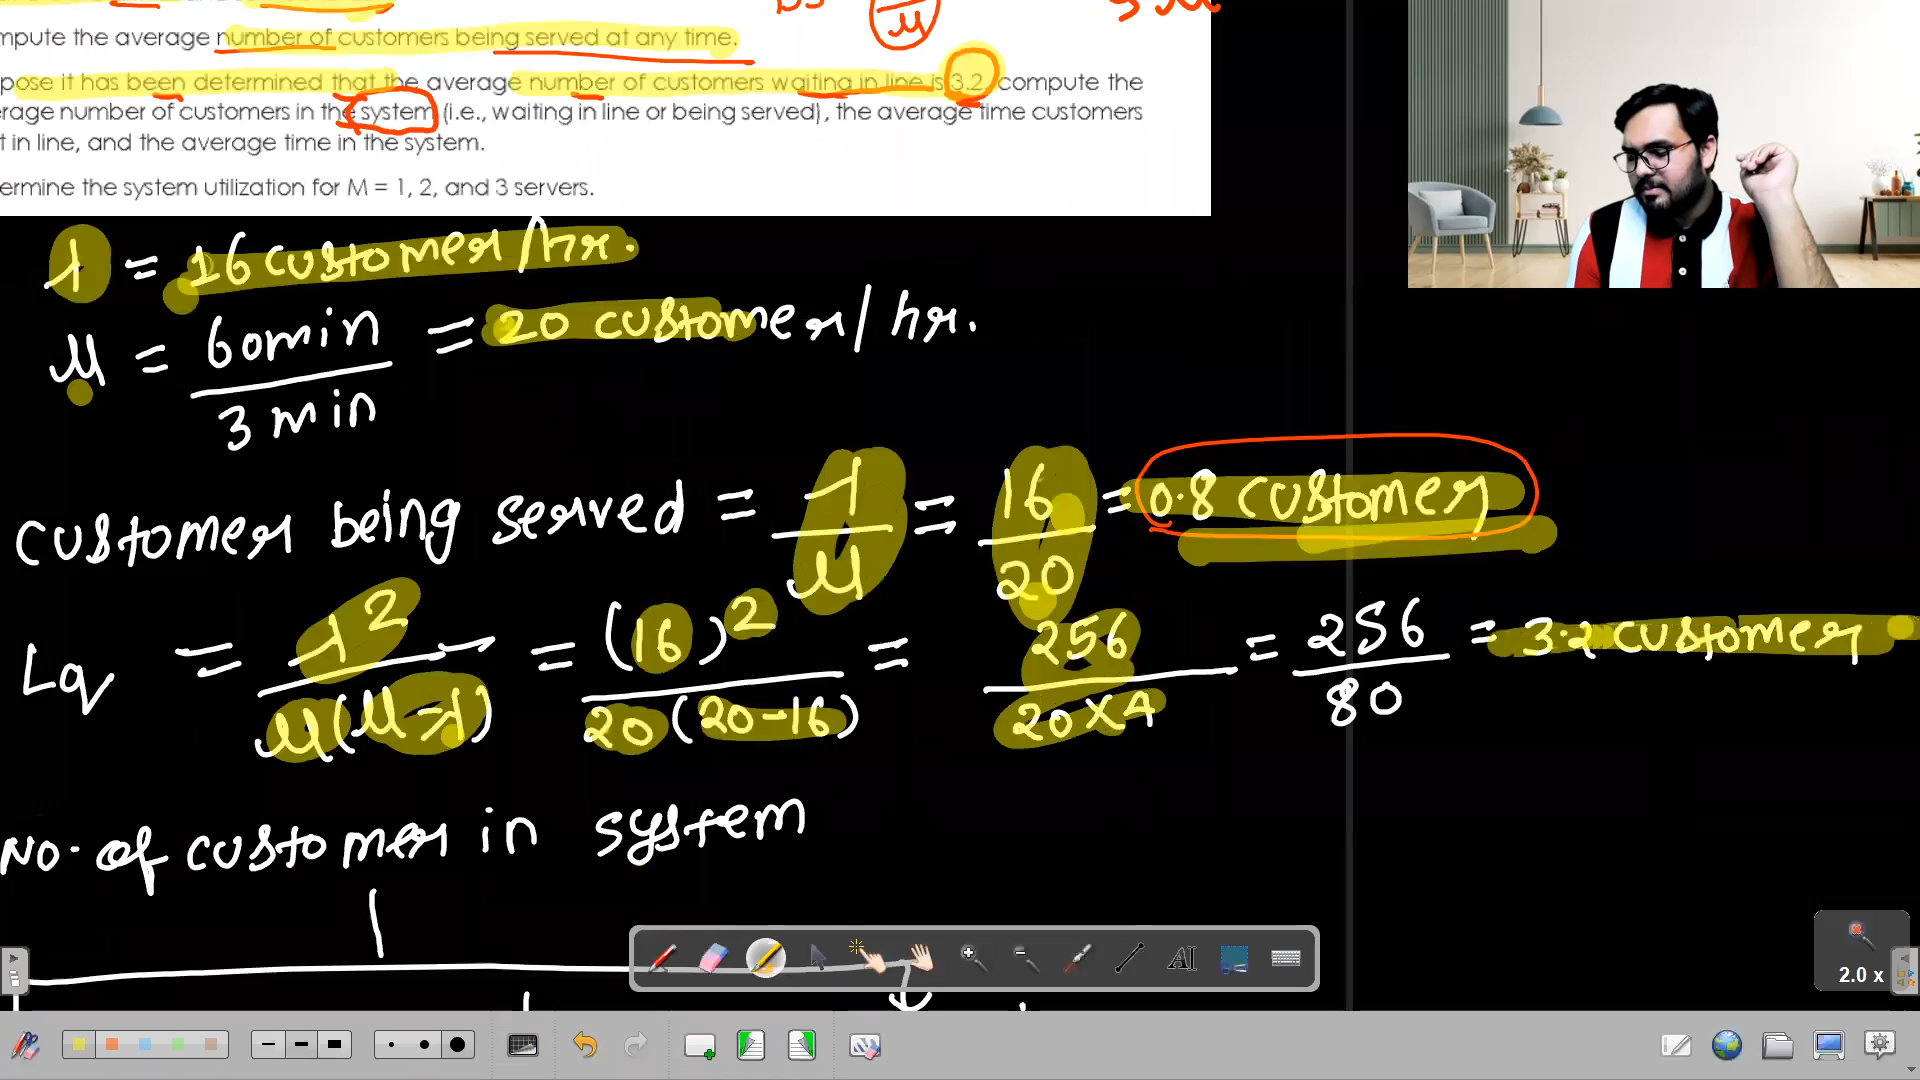 mpute the average number of customers being served at any time.
pose it has been determined that the average number of customers waiting in line is 3.2, compute the
erage number of customers in the system (i.e., waiting in line or being served), the average time customers
t in line, and the average time in the system.
ermine the system utilization for M = 1, 2, and 3 servers.
λ = 16 customer/hr.
μ = 60min / 3 min = 20 customer/hr.
customer being served = λ/μ = 16/20 = 0.8 customer
Lq = λ²/μ(μ-λ) = (16)²/20(20-16) = 256/20×4 = 256/80 = 3.2 customer
No. of customer in system
2.0 x